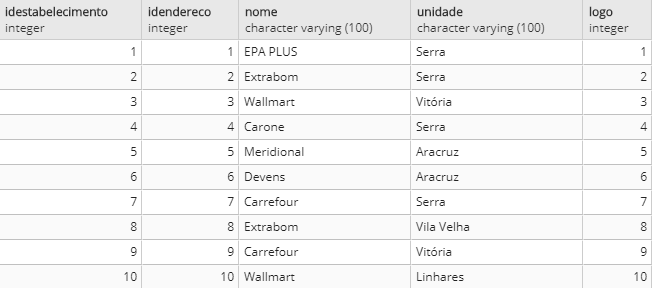 idestabelecimento idendereco nome unidade logo
integer integer character varying (100) character varying (100) integer
1 1 EPA PLUS Serra 1
2 2 Extrabom Serra 2
3 3 Wallmart Vitória 3
4 4 Carone Serra 4
5 5 Meridional Aracruz 5
6 6 Devens Aracruz 6
7 7 Carrefour Serra 7
8 8 Extrabom Vila Velha 8
9 9 Carrefour Vitória 9
10 10 Wallmart Linhares 10